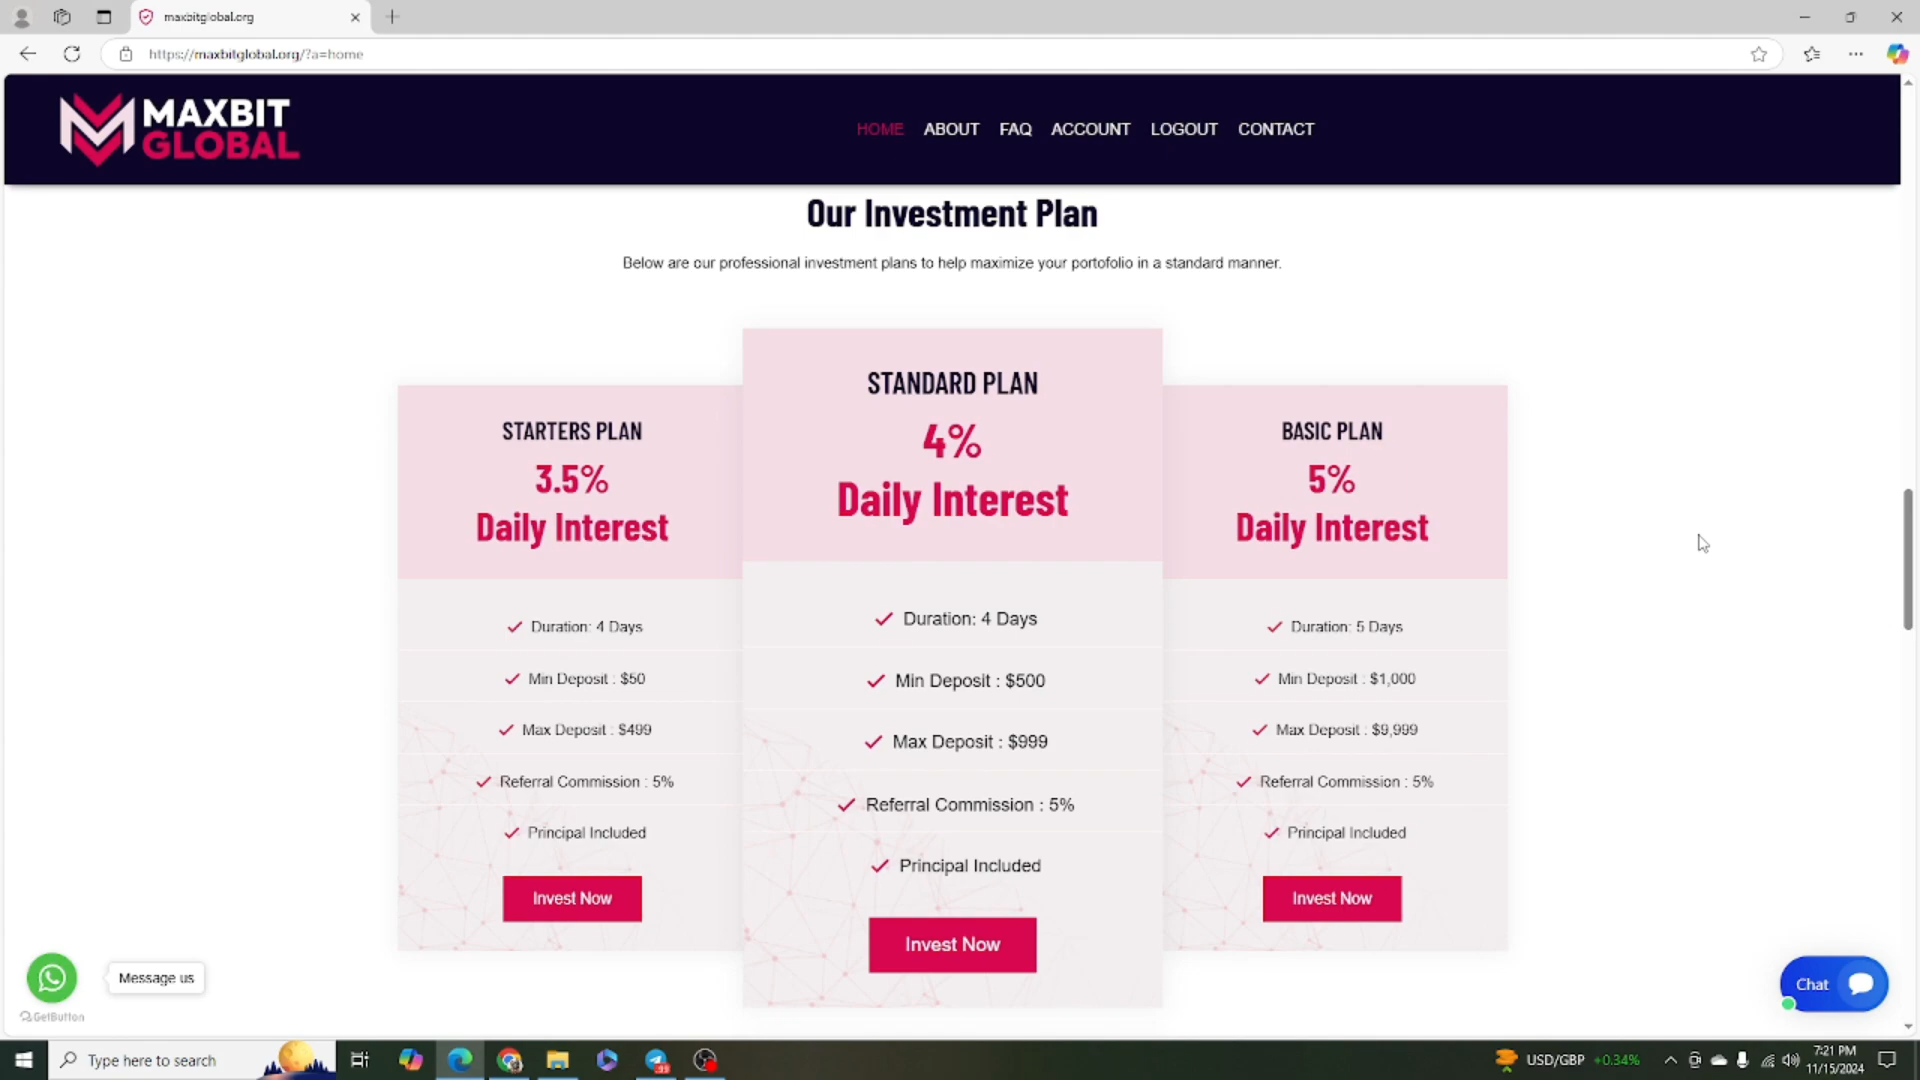 maxbitglobal.org
https://maxbitglobal.org/?a=home
MAXBIT
GLOBAL
HOME ABOUT FAQ ACCOUNT LOGOUT CONTACT
Our Investment Plan
Below are our professional investment plans to help maximize your portofolio in a standard manner.
STARTERS PLAN
3.5%
Daily Interest
Duration: 4 Days
Min Deposit : $50
Max Deposit : $499
Referral Commission : 5%
Principal Included
Invest Now
STANDARD PLAN
4%
Daily Interest
Duration: 4 Days
Min Deposit : $500
Max Deposit : $999
Referral Commission : 5%
Principal Included
Invest Now
BASIC PLAN
5%
Daily Interest
Duration: 5 Days
Min Deposit : $1,000
Max Deposit : $9,999
Referral Commission : 5%
Principal Included
Invest Now
Message us
GetButton
Chat
Type here to search
99
USD/GBP +0.34%
7:21 PM
11/15/2024